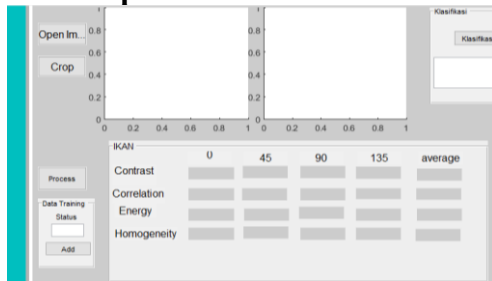 Klasifikasi
1
1
Open Im...
0.8
0.8
Klasifikas
0.6
0.6
Crop
0.4
0.4
0.2
0.2
0
0
0 0.2 0.4 0.6 0.8 1
0 0.2 0.4 0.6 0.8 1
IKAN
0 45 90 135 average
Contrast
Process
Correlation
Data Training
Status
Energy
Homogeneity
Add